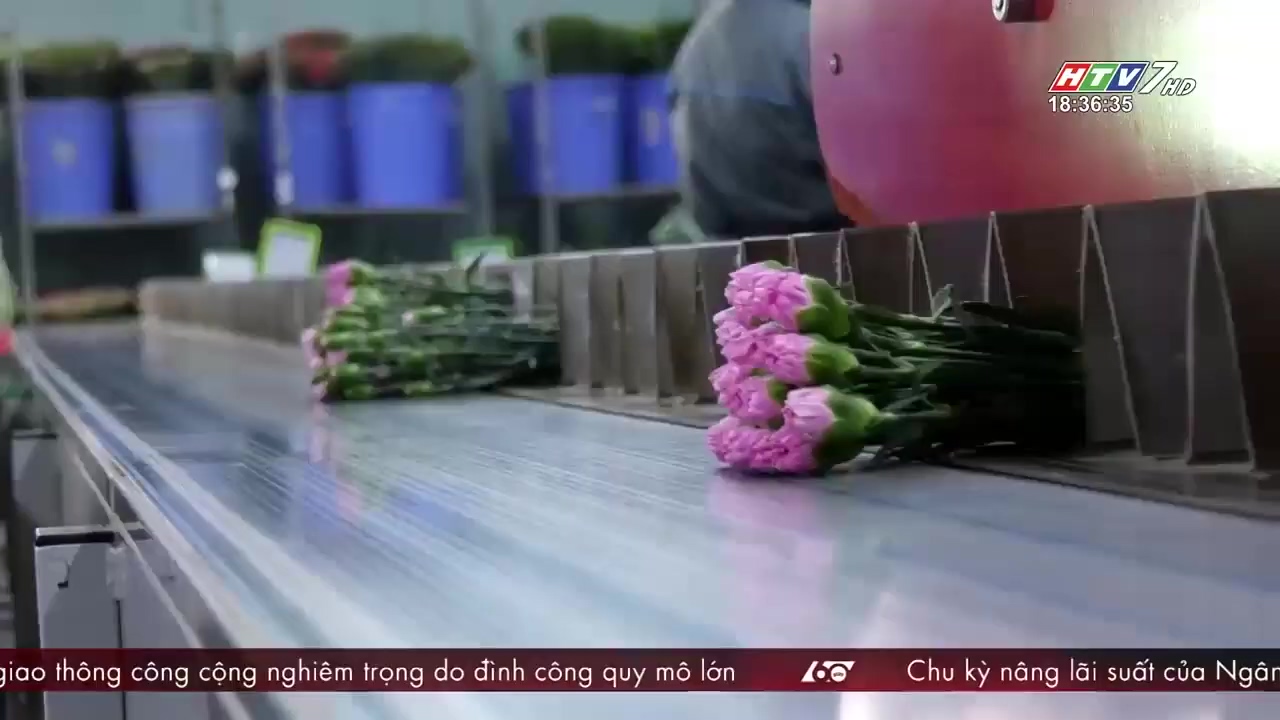 HTV7 HD
18:36:35
giao thông công cộng nghiêm trọng do đình công quy mô lớn
Chu kỳ nâng lãi suất của Ngân